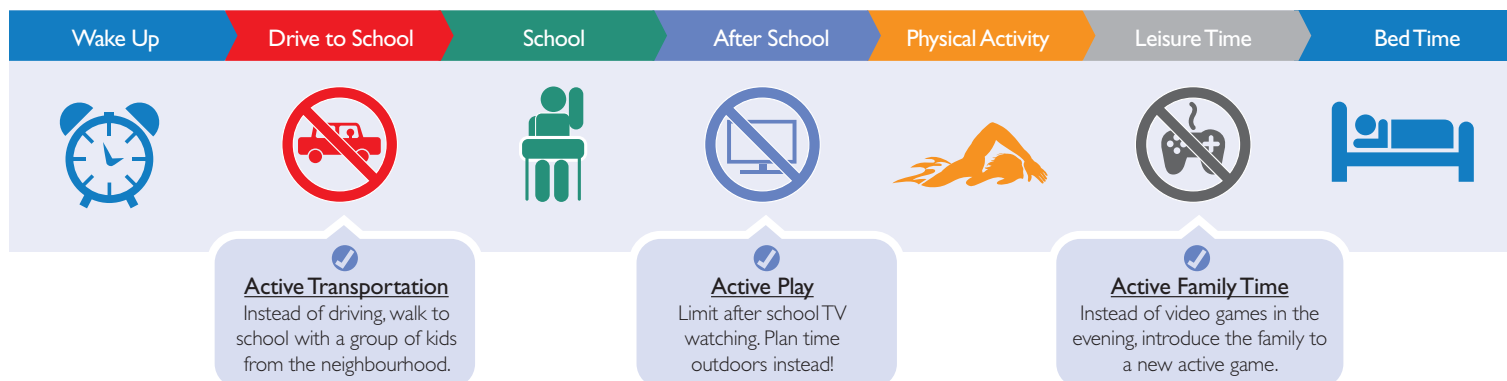 Wake Up
Drive to School
School
After School
Physical Activity
Leisure Time
Bed Time
Active Transportation
Instead of driving, walk to
school with a group of kids
from the neighbourhood.
Active Play
Limit after school TV
watching. Plan time
outdoors instead!
Active Family Time
Instead of video games in the
evening, introduce the family to
a new active game.